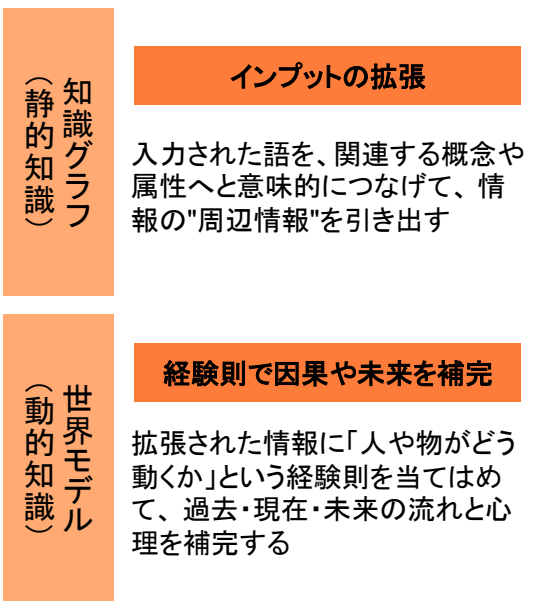 知識グラフ
（静的知識）
インプットの拡張
入力された語を、関連する概念や
属性へと意味的につなげて、情
報の"周辺情報"を引き出す
世界モデル
（動的知識）
経験則で因果や未来を補完
拡張された情報に「人や物がどう
動くか」という経験則を当てはめ
て、過去・現在・未来の流れと心
理を補完する